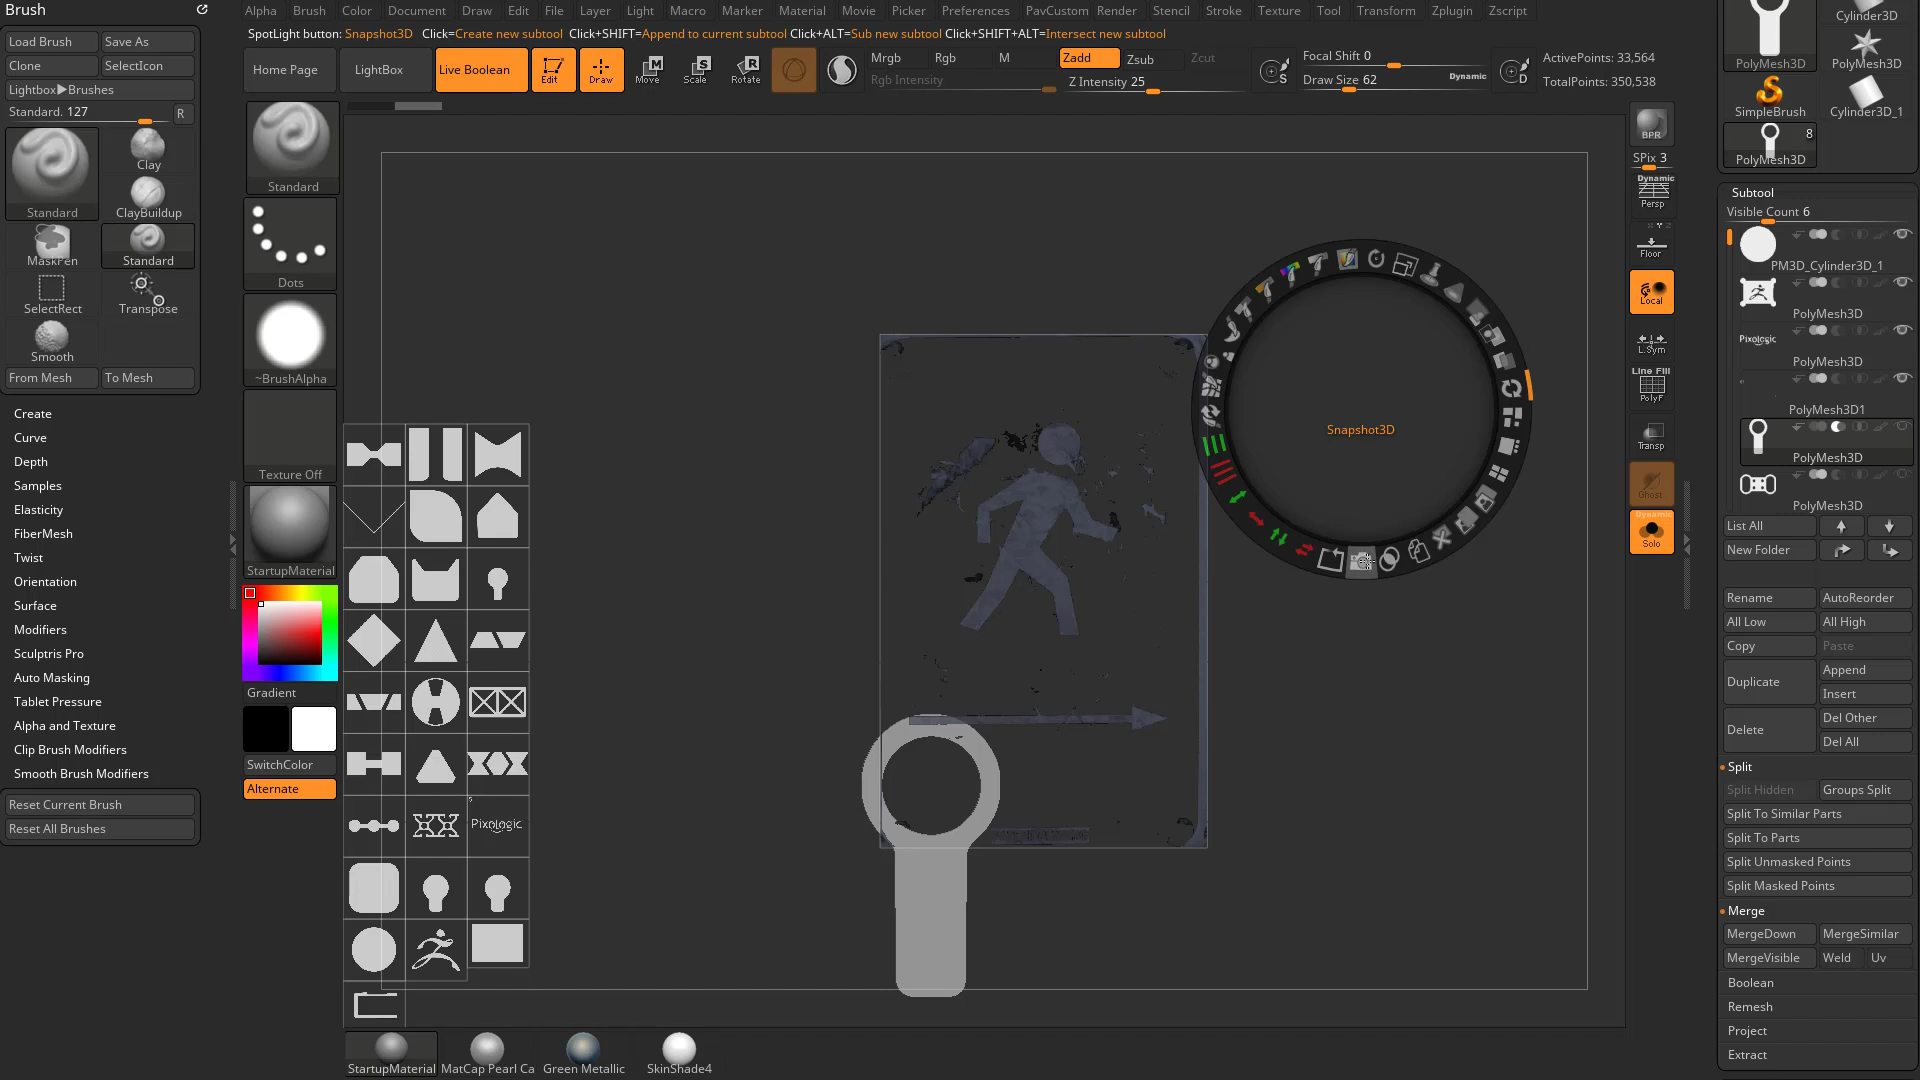 Brush
Alpha Brush Color Document Draw Edit File Layer Light Macro Marker Material Movie Picker Preferences PavCustom Render Stencil Stroke Texture Tool Transform Zplugin Zscript
SpotLight button: Snapshot3D Click=Create new subtool Click+SHIFT=Append to current subtool Click+ALT=Sub new subtool Click+SHIFT+ALT=Intersect new subtool
Load Brush Save As
Clone SelectIcon
Lightbox▶Brushes
Standard. 127 R
Standard
Clay
ClayBuildup
MaskPen Standard
SelectRect Transpose
Smooth
From Mesh To Mesh
Create
Curve
Depth
Samples
Elasticity
FiberMesh
Twist
Orientation
Surface
Modifiers
Sculptris Pro
Auto Masking
Tablet Pressure
Alpha and Texture
Clip Brush Modifiers
Smooth Brush Modifiers
Reset Current Brush
Reset All Brushes
Home Page LightBox Live Boolean Edit Draw Move Scale Rotate
Mrgb Rgb M Zadd Zsub Zcut
Rgb Intensity Z Intensity 25
Focal Shift 0
Draw Size 62 Dynamic
ActivePoints: 33,564
TotalPoints: 350,538
Standard
Dots
~BrushAlpha
Texture Off
StartupMaterial
Gradient
SwitchColor
Alternate
Pixologic
Snapshot3D
StartupMaterial MatCap Pearl Ca Green Metallic SkinShade4
BPR
SPix 3
Dynamic
Persp
Floor
Local
L.Sym
Line Fill
PolyF
Transp
Ghost
Dynamic
Solo
PolyMesh3D
Cylinder3D
PolyMesh3D
SimpleBrush Cylinder3D_1
8
PolyMesh3D
Subtool
Visible Count 6
PM3D_Cylinder3D_1
PolyMesh3D
Pixologic
PolyMesh3D
PolyMesh3D1
PolyMesh3D
PolyMesh3D
List All
New Folder
Rename AutoReorder
All Low All High
Copy Paste
Duplicate Append
Insert
Delete Del Other
Del All
Split
Split Hidden Groups Split
Split To Similar Parts
Split To Parts
Split Unmasked Points
Split Masked Points
Merge
MergeDown MergeSimilar
MergeVisible Weld Uv
Boolean
Remesh
Project
Extract